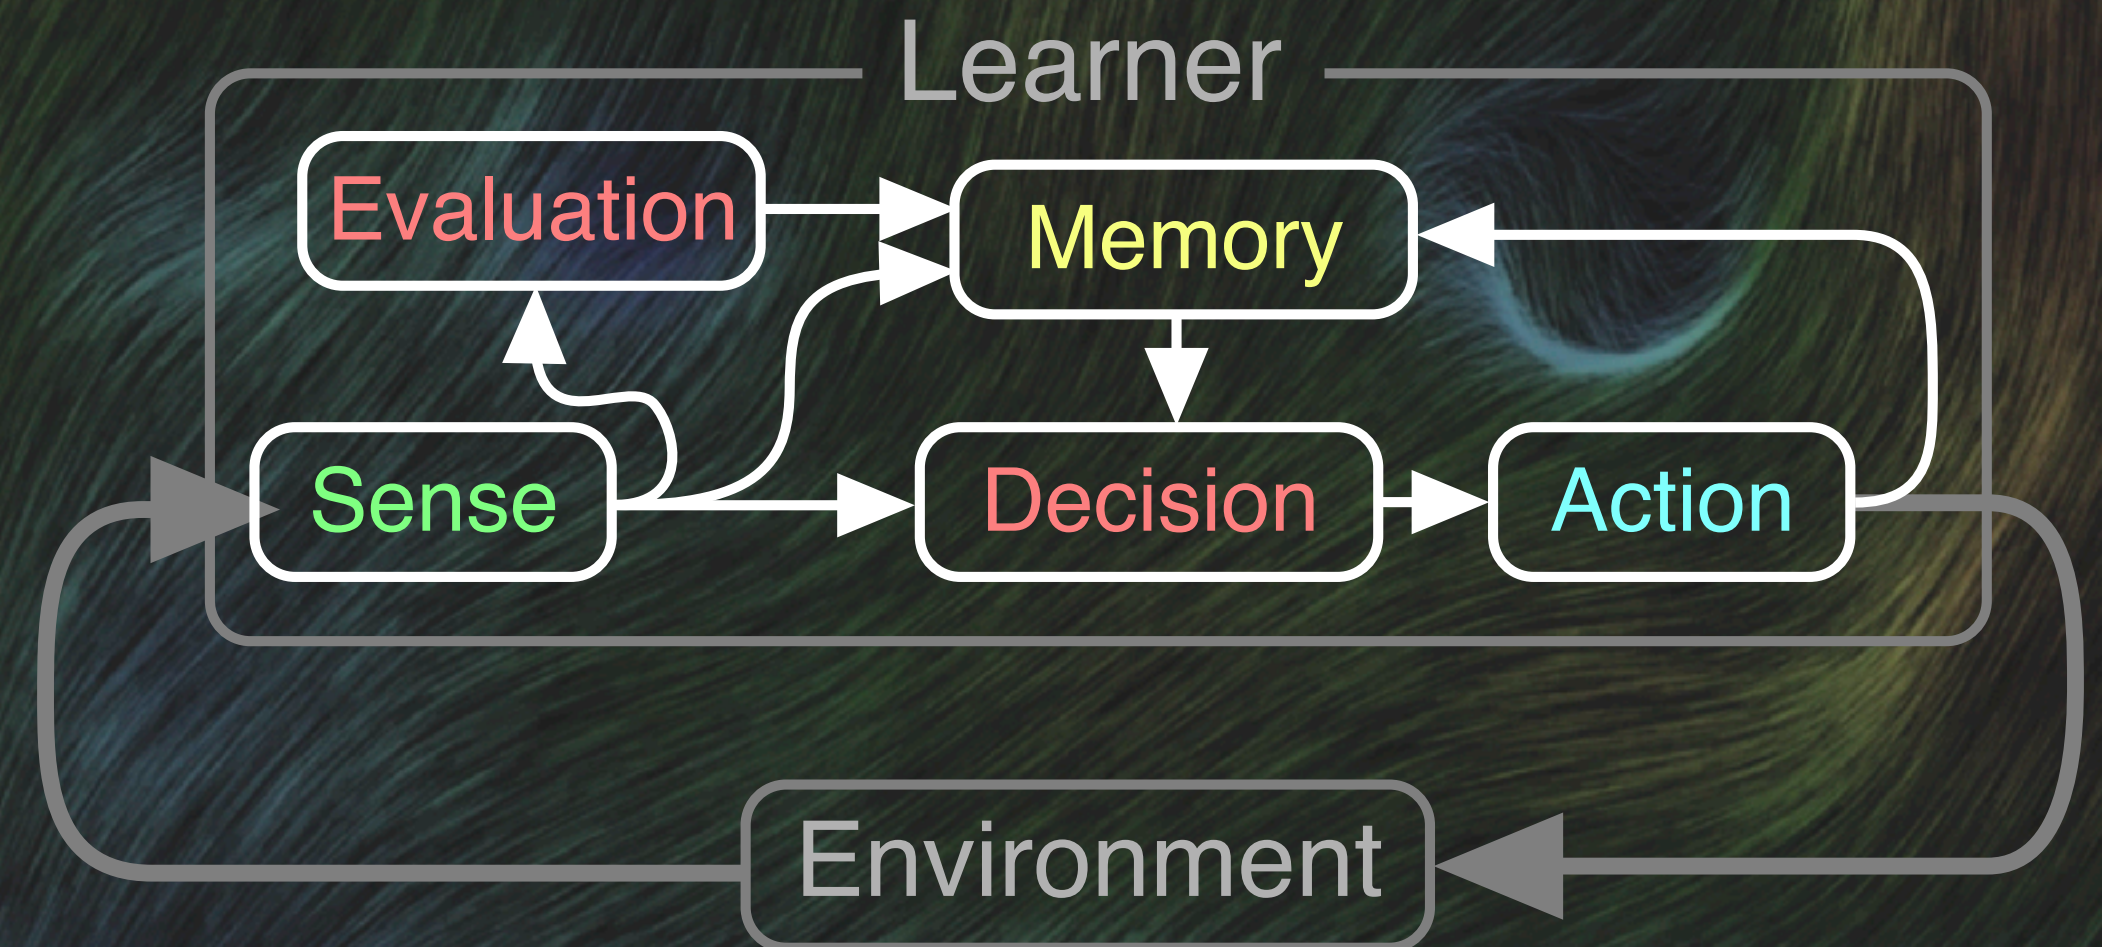 Learner
Evaluation
Memory
Sense
Decision
Action
Environment